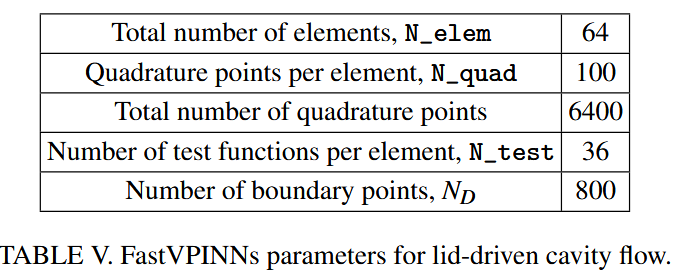 Total number of elements, N_elem 64
Quadrature points per element, N_quad 100
Total number of quadrature points 6400
Number of test functions per element, N_test 36
Number of boundary points, N_D 800
TABLE V. FastVPINNs parameters for lid-driven cavity flow.